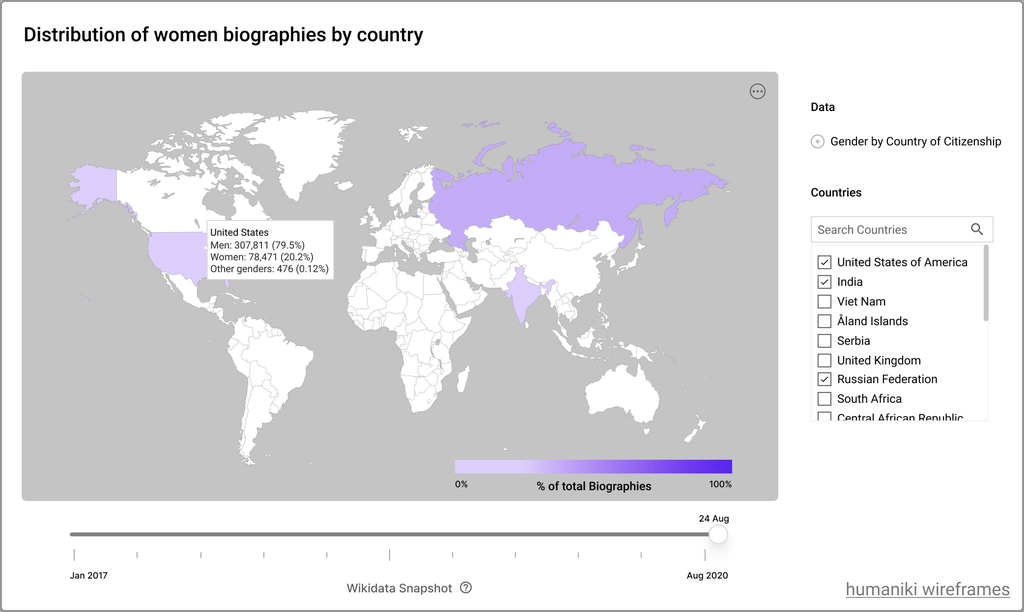 Distribution of women biographies by country
United States
Men: 307,811 (79.5%)
Women: 78,471 (20.2%)
Other genders: 476 (0.12%)
0%
% of total Biographies
100%
24 Aug
Jan 2017
Aug 2020
Wikidata Snapshot ?
Data
Gender by Country of Citizenship
Countries
Search Countries
United States of America
India
Viet Nam
Åland Islands
Serbia
United Kingdom
Russian Federation
South Africa
Central African Republic
humaniki wireframes